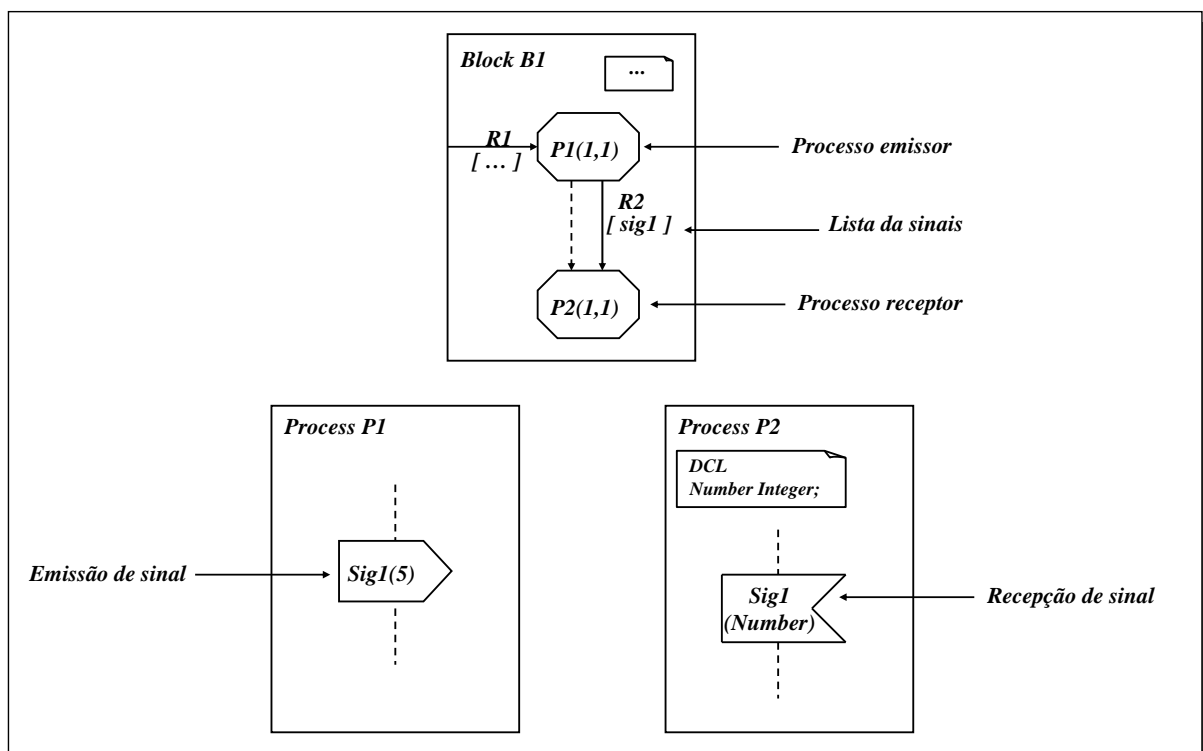 Block B1
...
R1
[ ... ]
P1(1,1)
Processo emissor
R2
[ sig1 ]
Lista da sinais
P2(1,1)
Processo receptor
Process P1
Process P2
DCL
Number Integer;
Emissão de sinal
Sig1(5)
Sig1
(Number)
Recepção de sinal